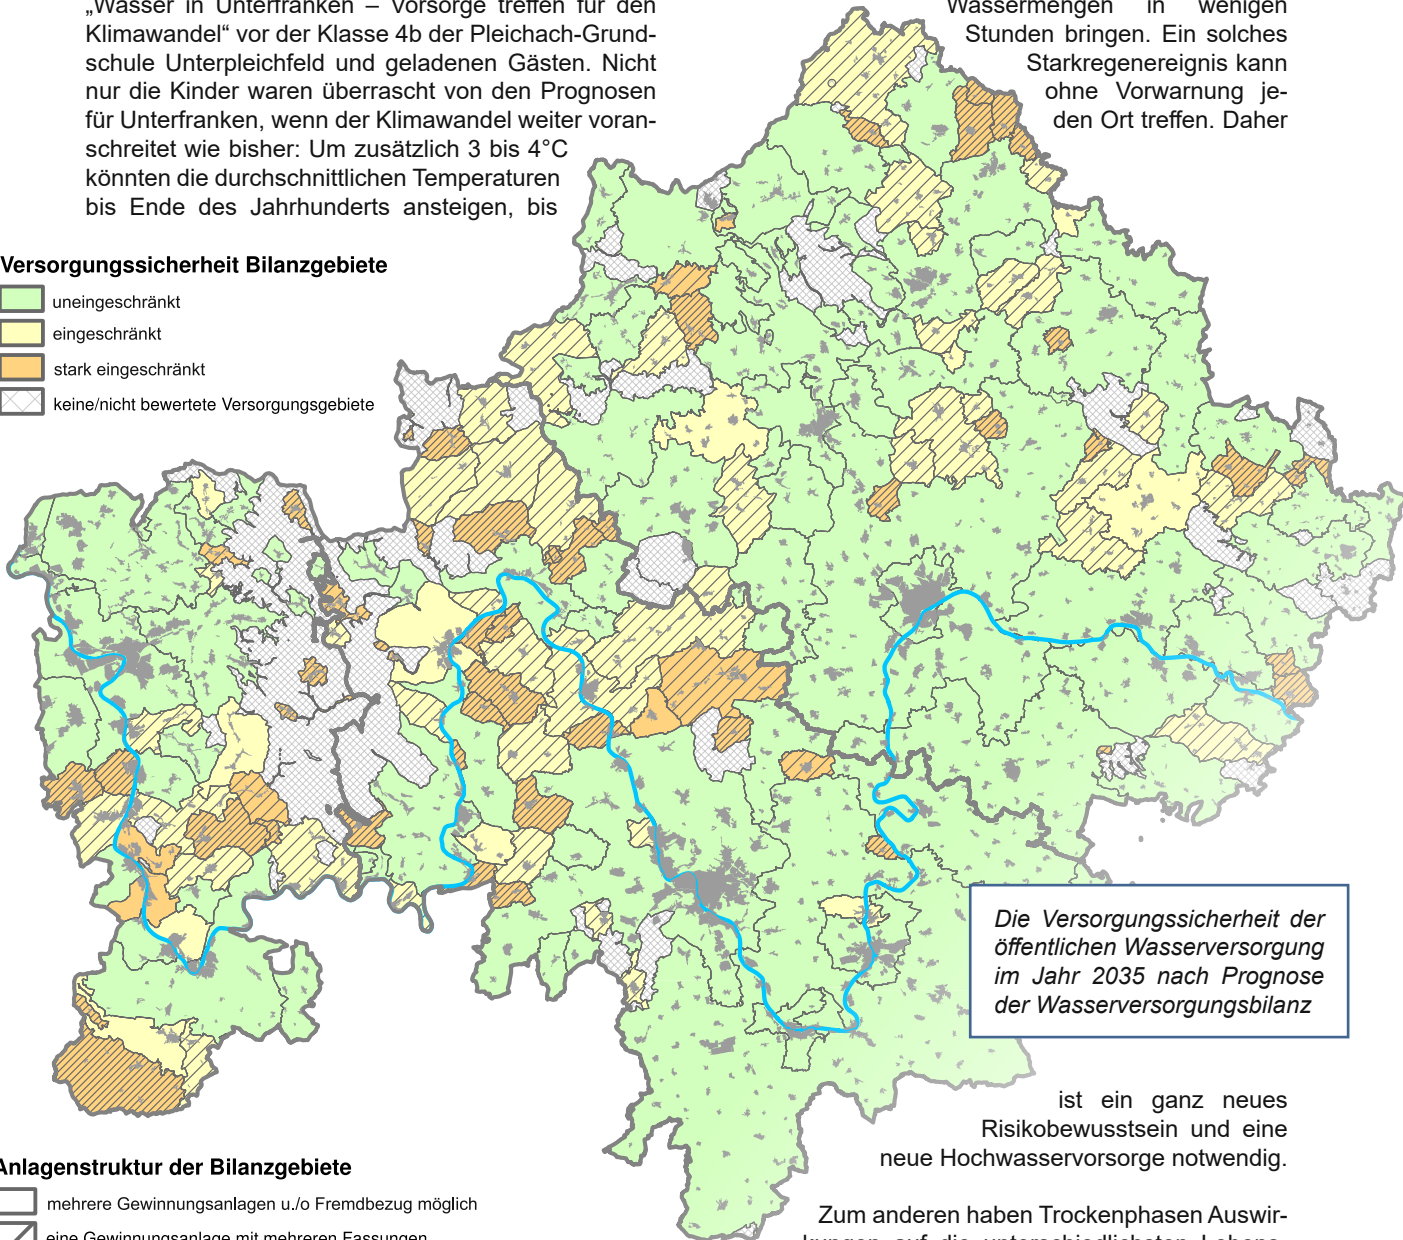 „Wasser in Unterfranken – Vorsorge treffen für den
Klimawandel“ vor der Klasse 4b der Pleichach-Grund-
schule Unterpleichfeld und geladenen Gästen. Nicht
nur die Kinder waren überrascht von den Prognosen
für Unterfranken, wenn der Klimawandel weiter voran-
schreitet wie bisher: Um zusätzlich 3 bis 4°C
könnten die durchschnittlichen Temperaturen
bis Ende des Jahrhunderts ansteigen, bis
Wassermengen in wenigen
Stunden bringen. Ein solches
Starkregenereignis kann
ohne Vorwarnung je-
den Ort treffen. Daher
Versorgungssicherheit Bilanzgebiete
uneingeschränkt
eingeschränkt
stark eingeschränkt
keine/nicht bewertete Versorgungsgebiete
Die Versorgungssicherheit der
öffentlichen Wasserversorgung
im Jahr 2035 nach Prognose
der Wasserversorgungsbilanz
Anlagenstruktur der Bilanzgebiete
mehrere Gewinnungsanlagen u./o Fremdbezug möglich
eine Gewinnungsanlage mit mehreren Fassungen
ist ein ganz neues
Risikobewusstsein und eine
neue Hochwasservorsorge notwendig.
Zum anderen haben Trockenphasen Auswir-
kungen auf die unterschiedlichsten Lebens-